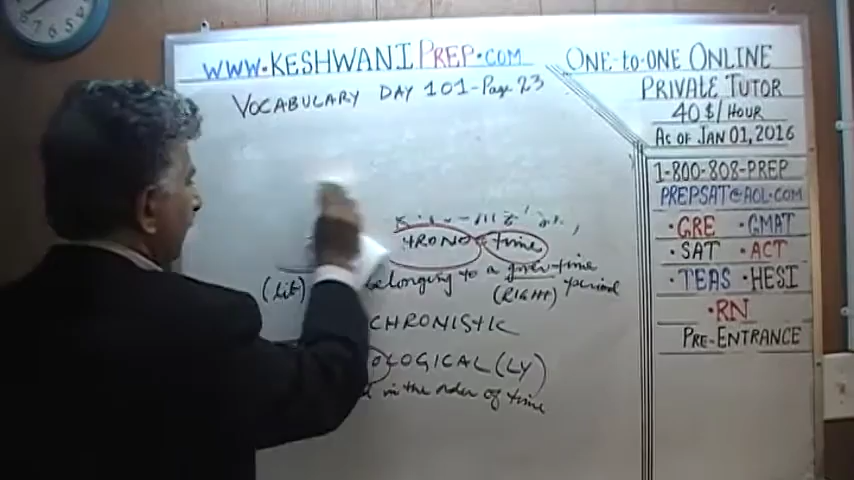 WWW.KESHWANIPREP.COM
VOCABULARY DAY 101-Page 23
HRONO = time
(lit) belonging to a given time
(RIGHT) period
CHRONISTIC
OLOGICAL(LY)
in the order of time
ONE-to-ONE ONLINE
PRIVATE TUTOR
40$/HOUR
AS OF JAN 01, 2016
1-800-808-PREP
PREPSAT@AOL.COM
•GRE •GMAT
•SAT •ACT
•TEAS •HESI
•RN
PRE-ENTRANCE